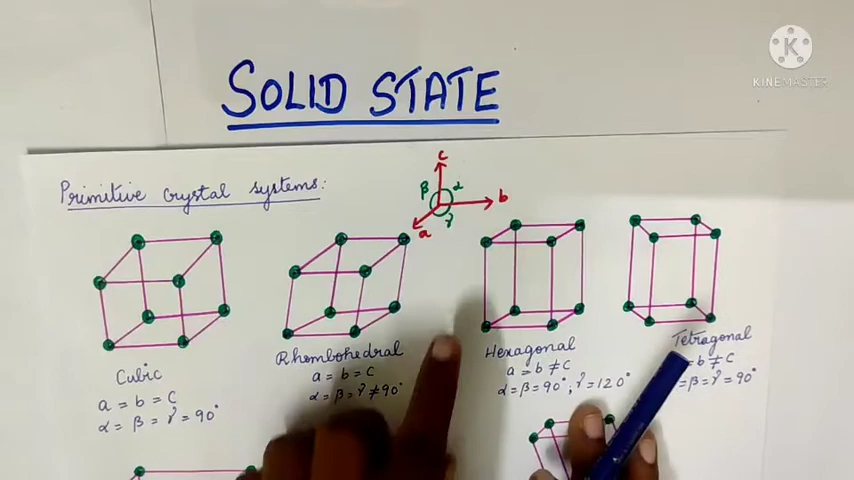 K
KINEMASTER
SOLID STATE
Primitive crystal systems:
c
β α
b
γ
a
Cubic
a = b = c
α = β = γ = 90°
Rhombohedral
a = b = c
α = β = γ ≠ 90°
Hexagonal
a = b ≠ c
α = β = 90° ; γ = 120°
Tetragonal
= b ≠ c
= β = γ = 90°